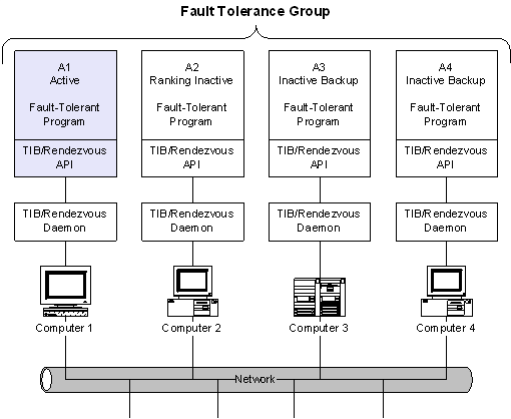 Fault Tolerance Group
A1
Active
Fault-Tolerant
Program
TIB/Rendezvous
API
TIB/Rendezvous
Daemon
Computer 1
A2
Ranking Inactive
Fault-Tolerant
Program
TIB/Rendezvous
API
TIB/Rendezvous
Daemon
Computer 2
A3
Inactive Backup
Fault-Tolerant
Program
TIB/Rendezvous
API
TIB/Rendezvous
Daemon
Computer 3
A4
Inactive Backup
Fault-Tolerant
Program
TIB/Rendezvous
API
TIB/Rendezvous
Daemon
Computer 4
Network